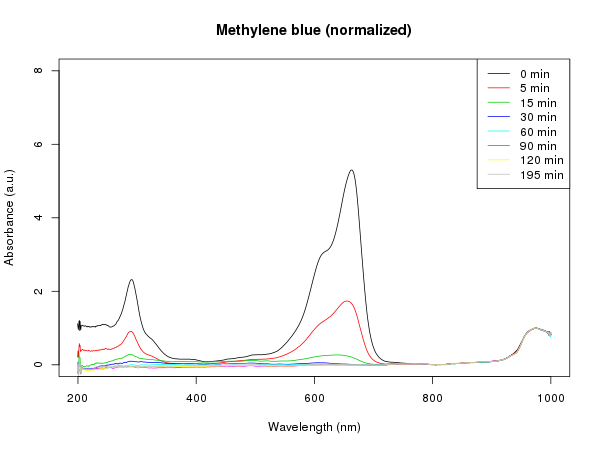 Methylene blue (normalized)
Absorbance (a.u.)
8
6
4
2
0
0 min
5 min
15 min
30 min
60 min
90 min
120 min
195 min
200
400
600
800
1000
Wavelength (nm)